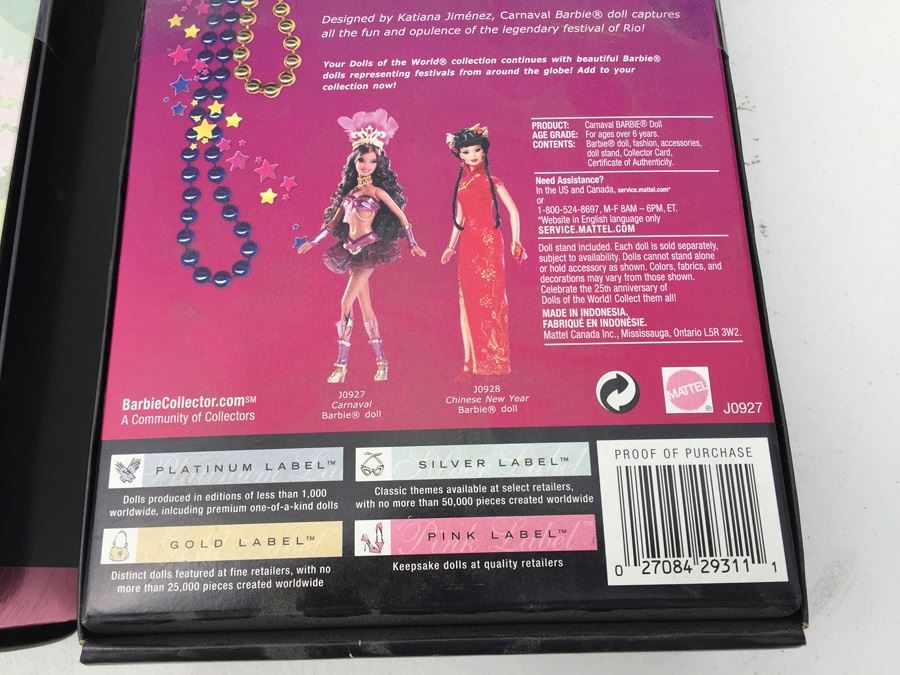 Designed by Katiana Jiménez, Carnaval Barbie® doll captures
all the fun and opulence of the legendary festival of Rio!
Your Dolls of the World® collection continues with beautiful Barbie®
dolls representing festivals from around the globe! Add to your
collection now!
PRODUCT: Carnaval BARBIE® Doll
AGE GRADE: For ages over 6 years.
CONTENTS: Barbie® doll, fashion, accessories,
doll stand, Collector Card,
Certificate of Authenticity.
Need Assistance?
In the US and Canada, service.mattel.com*
or
1-800-524-8697, M-F 8AM – 6PM, ET.
*Website in English language only
SERVICE.MATTEL.COM
Doll stand included. Each doll is sold separately,
subject to availability. Dolls cannot stand alone
or hold accessory as shown. Colors, fabrics, and
decorations may vary from those shown.
Celebrate the 25th anniversary of
Dolls of the World! Collect them all!
MADE IN INDONESIA.
FABRIQUÉ EN INDONÉSIE.
Mattel Canada Inc., Mississauga, Ontario L5R 3W2.
J0927
Carnaval
Barbie® doll
J0928
Chinese New Year
Barbie® doll
BarbieCollector.com℠
A Community of Collectors
MATTEL
®
J0927
PLATINUM LABEL™
Dolls produced in editions of less than 1,000
worldwide, inlcuding premium one-of-a-kind dolls
SILVER LABEL™
Classic themes available at select retailers,
with no more than 50,000 pieces created worldwide
GOLD LABEL™
Distinct dolls featured at fine retailers, with no
more than 25,000 pieces created worldwide
PINK LABEL™
Keepsake dolls at quality retailers
PROOF OF PURCHASE
0 27084 29311 1